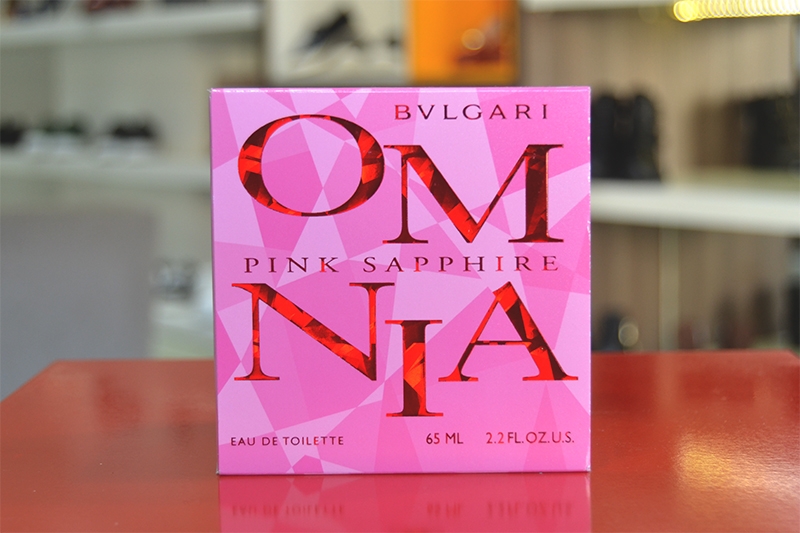 BVLGARI
OM
PINK SAPPHIRE
NIA
EAU DE TOILETTE 65 ML 2.2 FL.OZ.U.S.